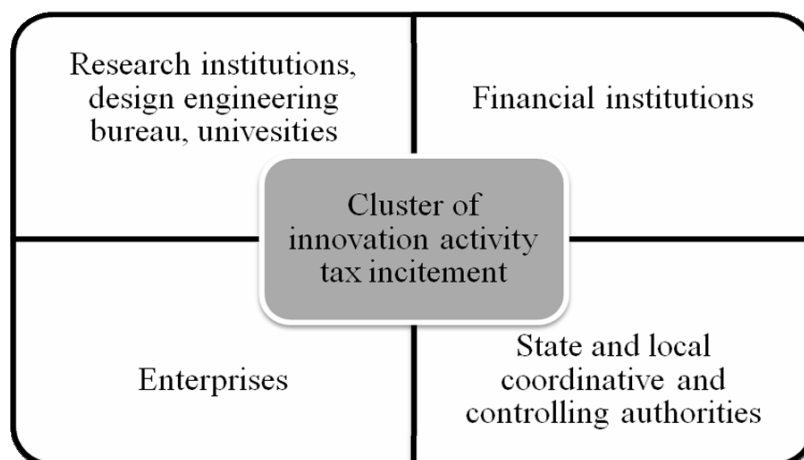 Research institutions,
design engineering
bureau, univesities
Financial institutions
Cluster of
innovation activity
tax incitement
Enterprises
State and local
coordinative and
controlling authorities